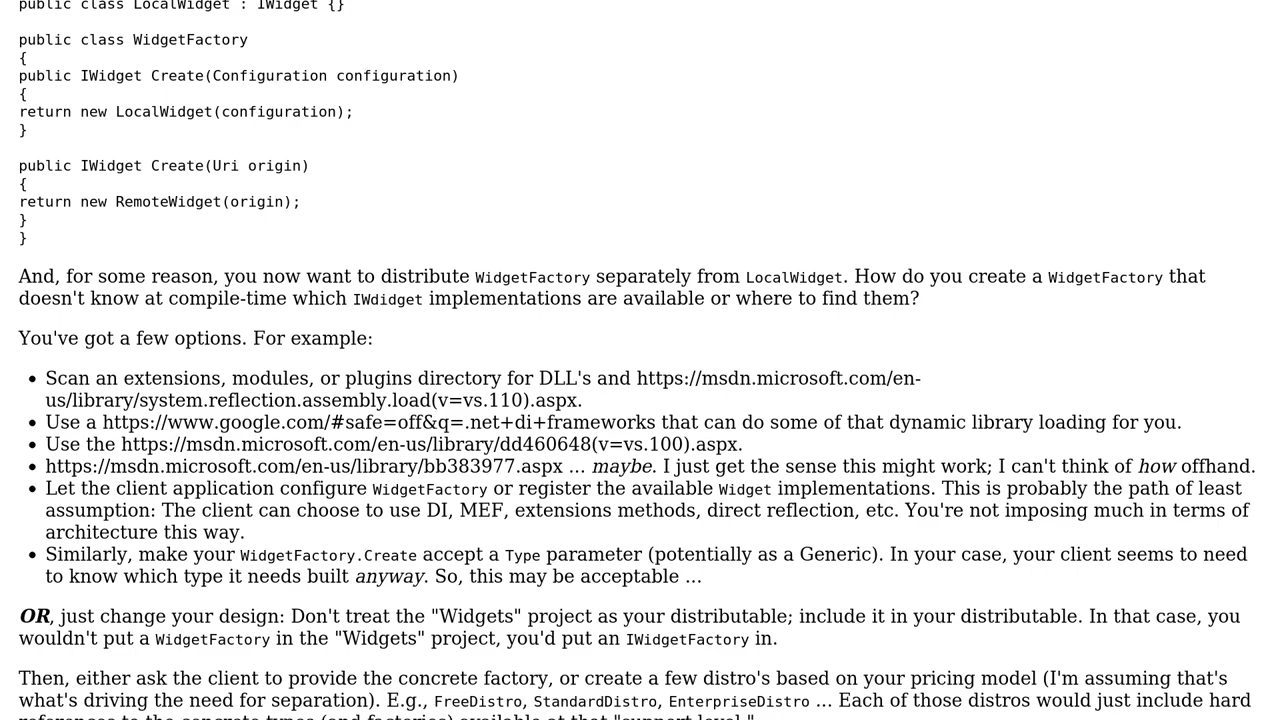 public class LocalWidget : IWidget {}
public class WidgetFactory
{
public IWidget Create(Configuration configuration)
{
return new LocalWidget(configuration);
}
public IWidget Create(Uri origin)
{
return new RemoteWidget(origin);
}
}
And, for some reason, you now want to distribute WidgetFactory separately from LocalWidget. How do you create a WidgetFactory that
doesn't know at compile-time which IWdidget implementations are available or where to find them?
You've got a few options. For example:
• Scan an extensions, modules, or plugins directory for DLL's and https://msdn.microsoft.com/en-
us/library/system.reflection.assembly.load(v=vs.110).aspx.
• Use a https://www.google.com/#safe=off&q=.net+di+frameworks that can do some of that dynamic library loading for you.
• Use the https://msdn.microsoft.com/en-us/library/dd460648(v=vs.100).aspx.
• https://msdn.microsoft.com/en-us/library/bb383977.aspx ... maybe. I just get the sense this might work; I can't think of how offhand.
• Let the client application configure WidgetFactory or register the available Widget implementations. This is probably the path of least
assumption: The client can choose to use DI, MEF, extensions methods, direct reflection, etc. You're not imposing much in terms of
architecture this way.
• Similarly, make your WidgetFactory.Create accept a Type parameter (potentially as a Generic). In your case, your client seems to need
to know which type it needs built anyway. So, this may be acceptable ...
OR, just change your design: Don't treat the "Widgets" project as your distributable; include it in your distributable. In that case, you
wouldn't put a WidgetFactory in the "Widgets" project, you'd put an IWidgetFactory in.
Then, either ask the client to provide the concrete factory, or create a few distro's based on your pricing model (I'm assuming that's
what's driving the need for separation). E.g., FreeDistro, StandardDistro, EnterpriseDistro ... Each of those distros would just include hard
references to the concrete types (and factories) available at that "support level."